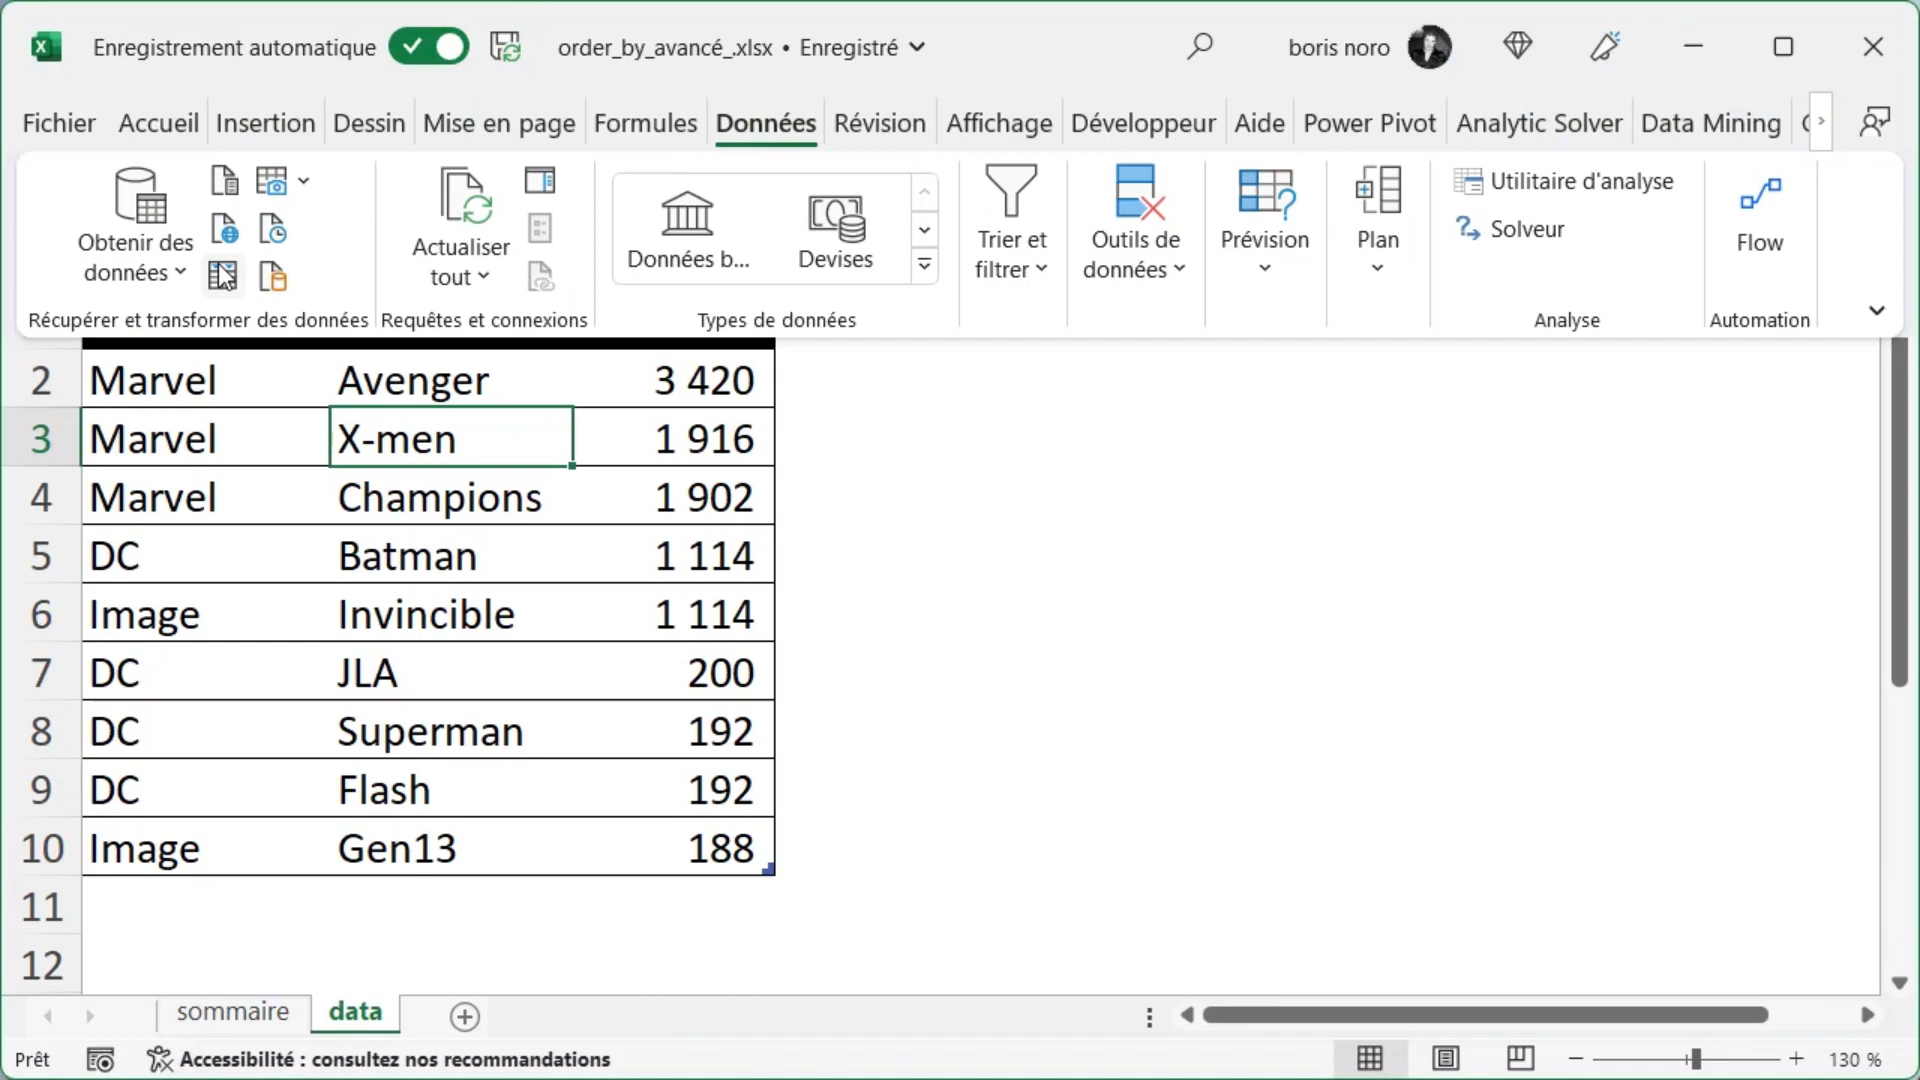 Enregistrement automatique
order_by_avancé_.xlsx • Enregistré
boris noro
Fichier Accueil Insertion Dessin Mise en page Formules Données Révision Affichage Développeur Aide Power Pivot Analytic Solver Data Mining
Obtenir des données
Actualiser tout
Données b...
Devises
Trier et filtrer
Outils de données
Prévision
Plan
Utilitaire d'analyse
Solveur
Flow
Récupérer et transformer des données
Requêtes et connexions
Types de données
Analyse
Automation
2 Marvel Avenger 3 420
3 Marvel X-men 1 916
4 Marvel Champions 1 902
5 DC Batman 1 114
6 Image Invincible 1 114
7 DC JLA 200
8 DC Superman 192
9 DC Flash 192
10 Image Gen13 188
11
12
sommaire data
Prêt
Accessibilité : consultez nos recommandations
130 %